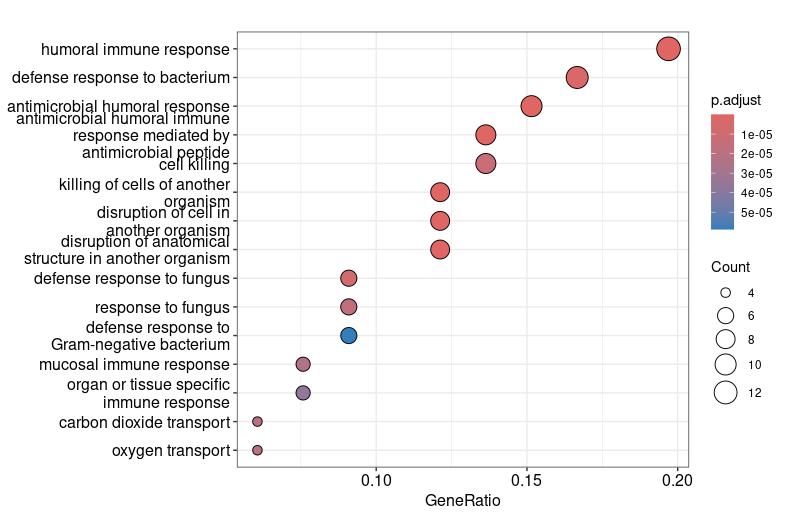 humoral immune response
defense response to bacterium
antimicrobial humoral response
antimicrobial humoral immune
response mediated by
antimicrobial peptide
cell killing
killing of cells of another
organism
disruption of cell in
another organism
disruption of anatomical
structure in another organism
defense response to fungus
response to fungus
defense response to
Gram-negative bacterium
mucosal immune response
organ or tissue specific
immune response
carbon dioxide transport
oxygen transport
0.10 0.15 0.20
GeneRatio
p.adjust
1e-05
2e-05
3e-05
4e-05
5e-05
Count
4
6
8
10
12